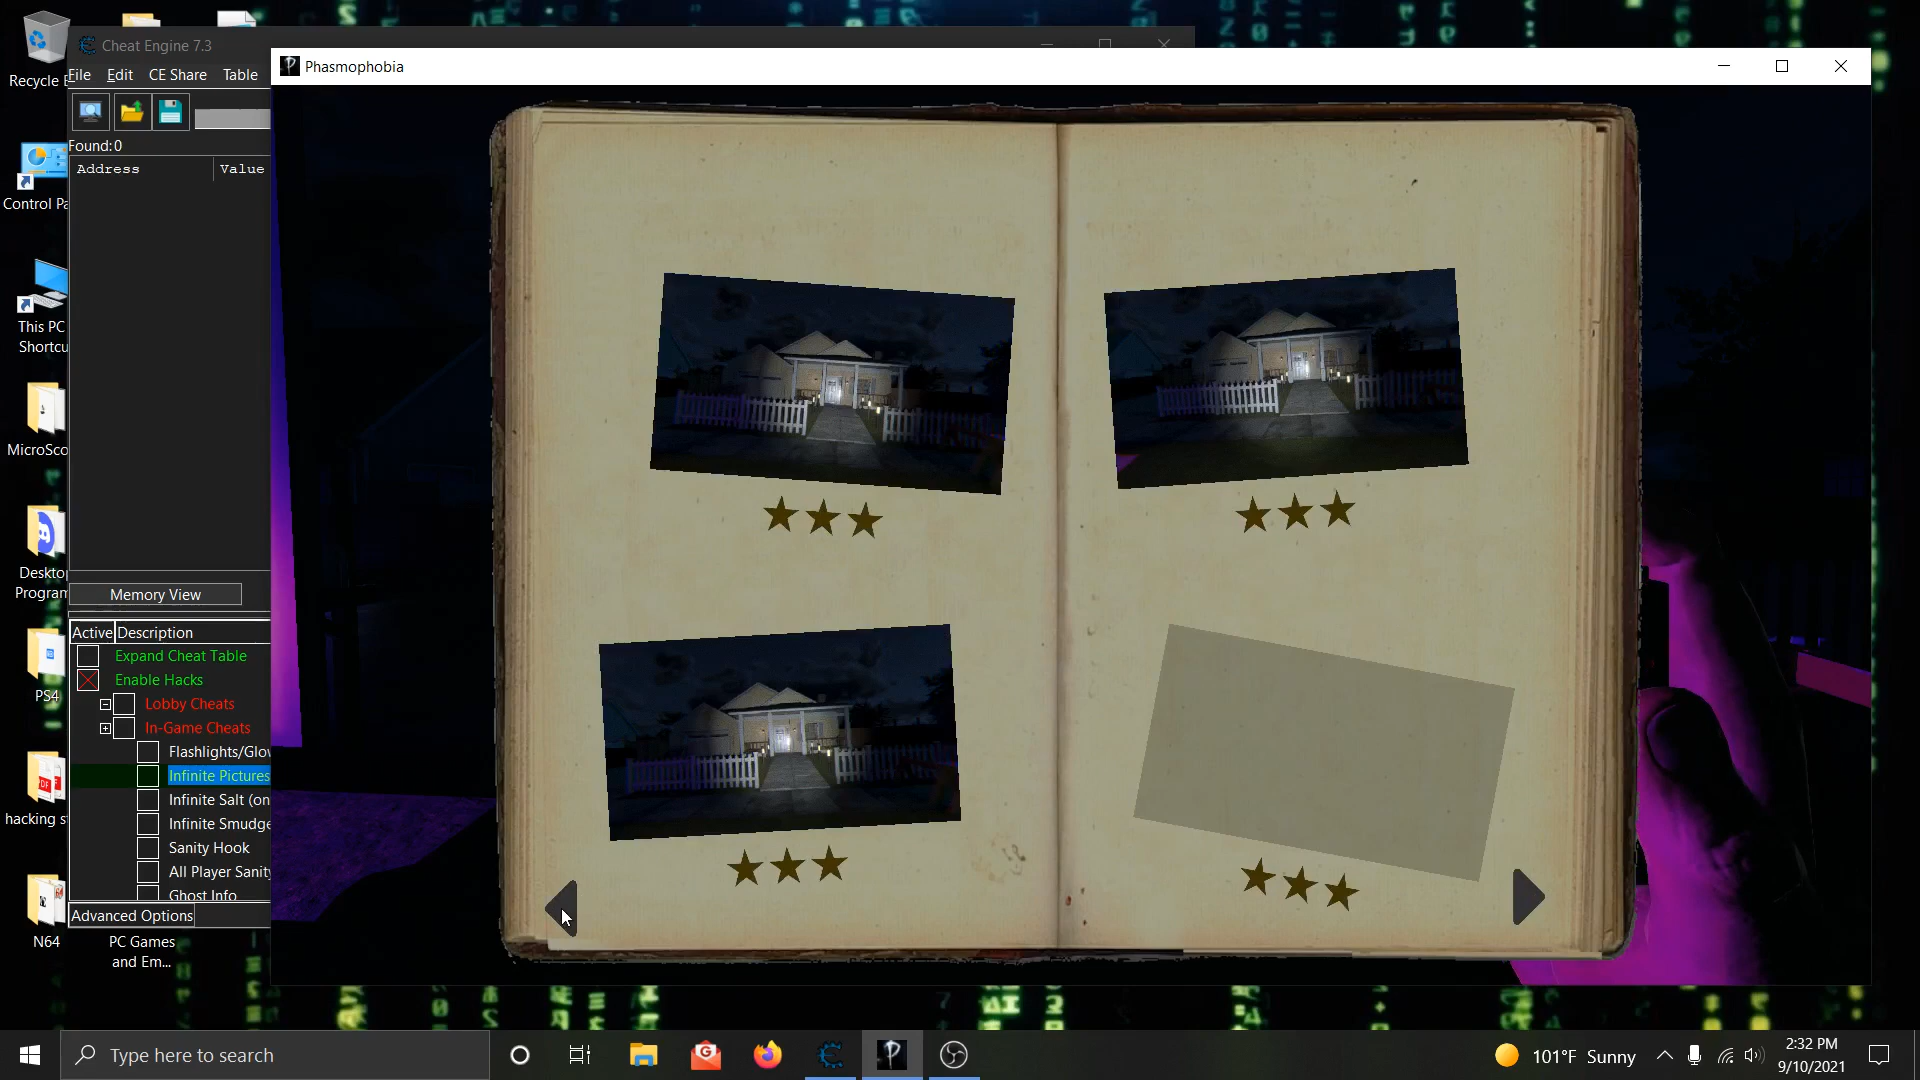 Recycle B
Control Pa
This PC
Shortcu
MicroSco
Deskto
Program
PS4
hacking st
N64
PC Games
and Em...
Cheat Engine 7.3
File Edit CE Share Table
Found:0
Address Value
Memory View
Active Description
Expand Cheat Table
Enable Hacks
Lobby Cheats
In-Game Cheats
Flashlights/Glow
Infinite Pictures
Infinite Salt (on
Infinite Smudge
Sanity Hook
All Player Sanity
Ghost Info
Advanced Options
Phasmophobia
Type here to search
101°F Sunny
2:32 PM
9/10/2021